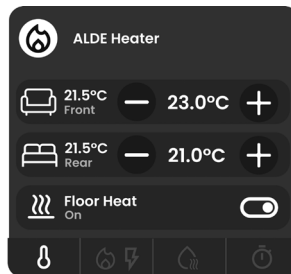 ALDE Heater
21.5°C
Front
23.0°C
21.5°C
Rear
21.0°C
Floor Heat
On